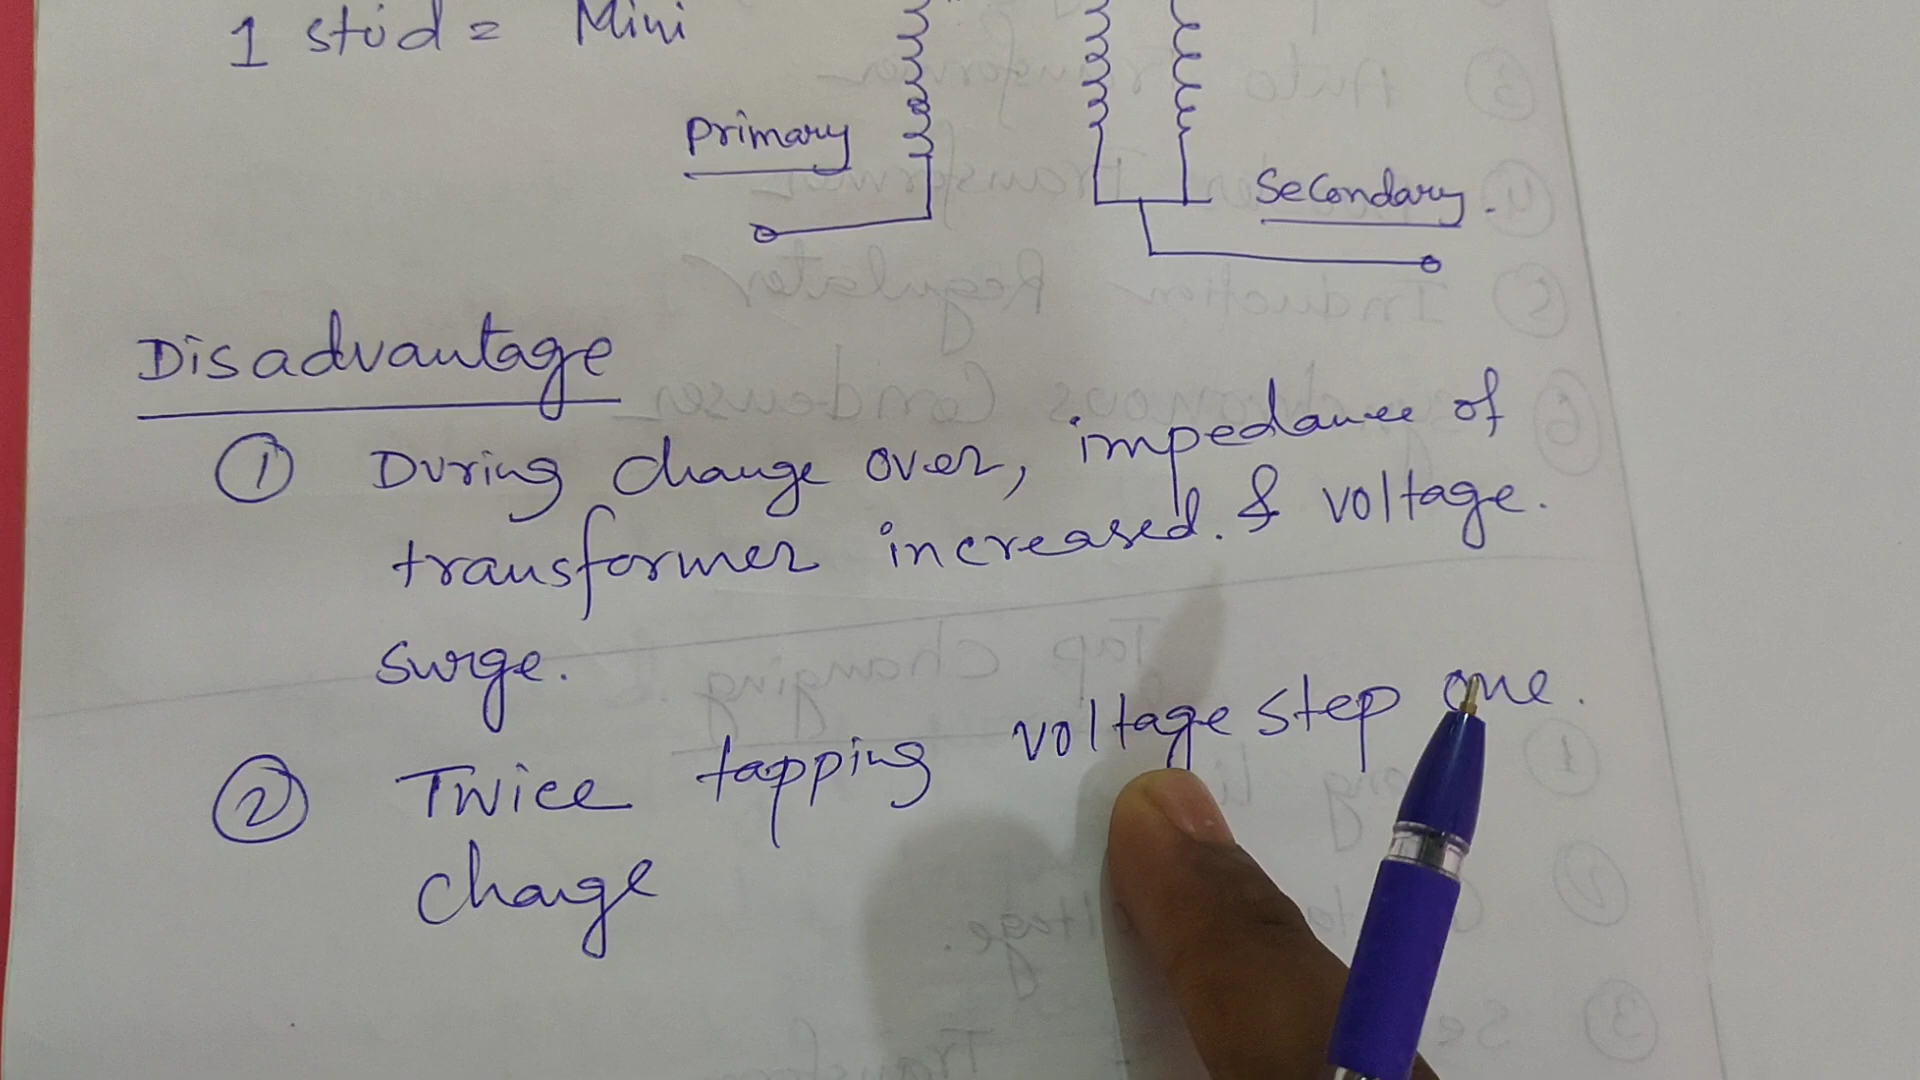 1 stud = Mini
Primary
Secondary.
Disadvantage
① During change over, impedance of
transformer increased. & voltage.
surge.
② Twice tapping voltage step one.
change